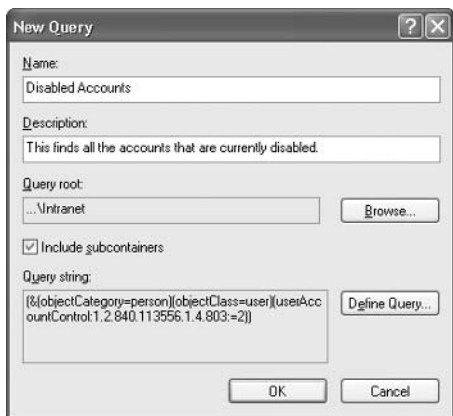 New Query
Name:
Disabled Accounts
Description:
This finds all the accounts that are currently disabled.
Query root:
...\Intranet
Browse...
Include subcontainers
Query string:
(&(objectCategory=person)(objectClass=user)(userAcc
ountControl:1.2.840.113556.1.4.803:=2))
Define Query...
OK
Cancel